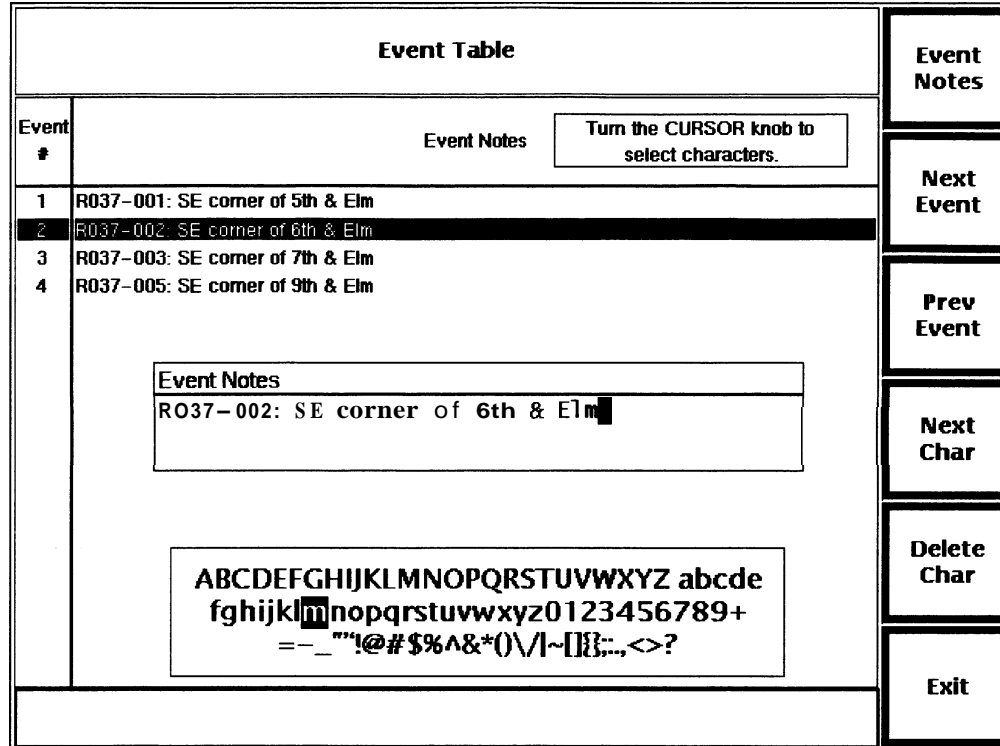 Event Table
Event
#
Event Notes
Turn the CURSOR knob to
select characters.
1 R037-001: SE corner of 5th & Elm
2 R037-002: SE corner of 6th & Elm
3 R037-003: SE corner of 7th & Elm
4 R037-005: SE corner of 9th & Elm
Event Notes
RO37-002: SE corner of 6th & Elm
ABCDEFGHIJKLMNOPQRSTUVWXYZ abcde
fghijklmnopqrstuvwxyz0123456789+
=-_"'!@#$%^&*()\/|~[]{};:.,<>?
Event
Notes
Next
Event
Prev
Event
Next
Char
Delete
Char
Exit